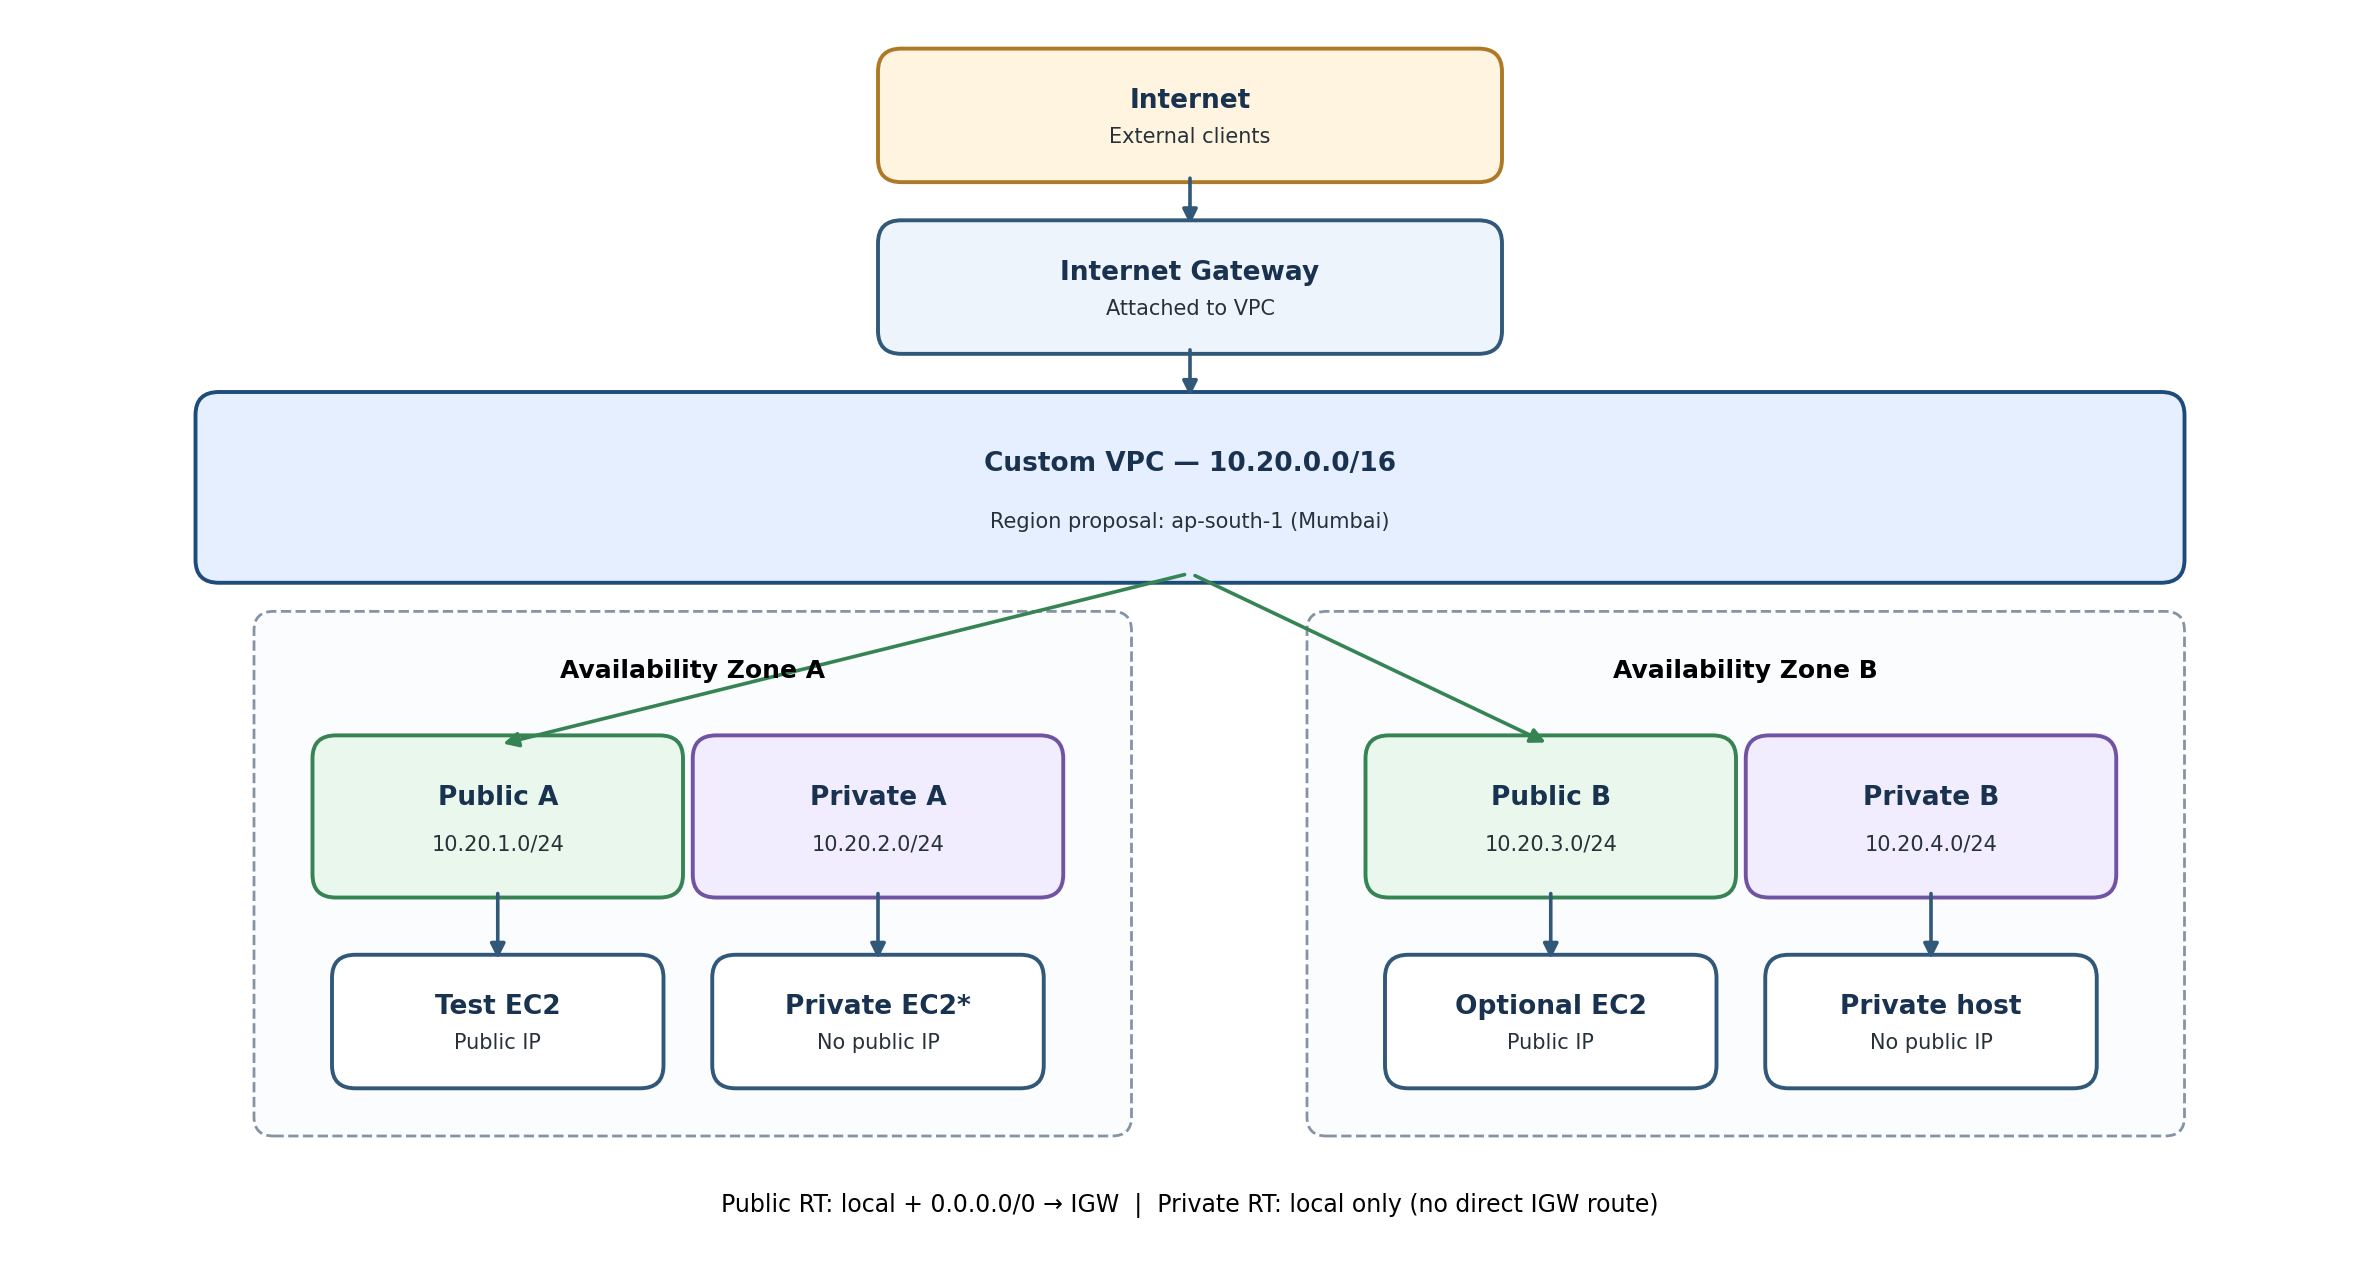 Internet
External clients
Internet Gateway
Attached to VPC
Custom VPC — 10.20.0.0/16
Region proposal: ap-south-1 (Mumbai)
Availability Zone A
Public A
10.20.1.0/24
Private A
10.20.2.0/24
Test EC2
Public IP
Private EC2*
No public IP
Availability Zone B
Public B
10.20.3.0/24
Private B
10.20.4.0/24
Optional EC2
Public IP
Private host
No public IP
Public RT: local + 0.0.0.0/0 → IGW | Private RT: local only (no direct IGW route)